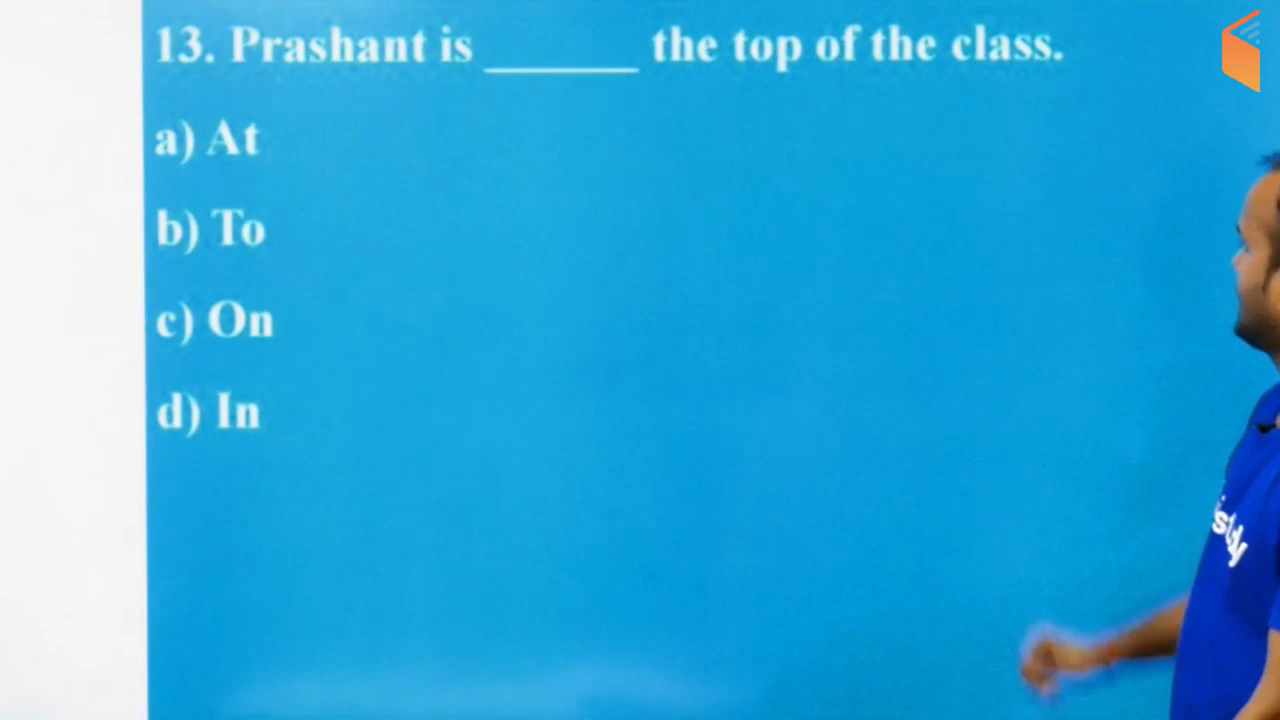 13. Prashant is ______ the top of the class.
a) At
b) To
c) On
d) In